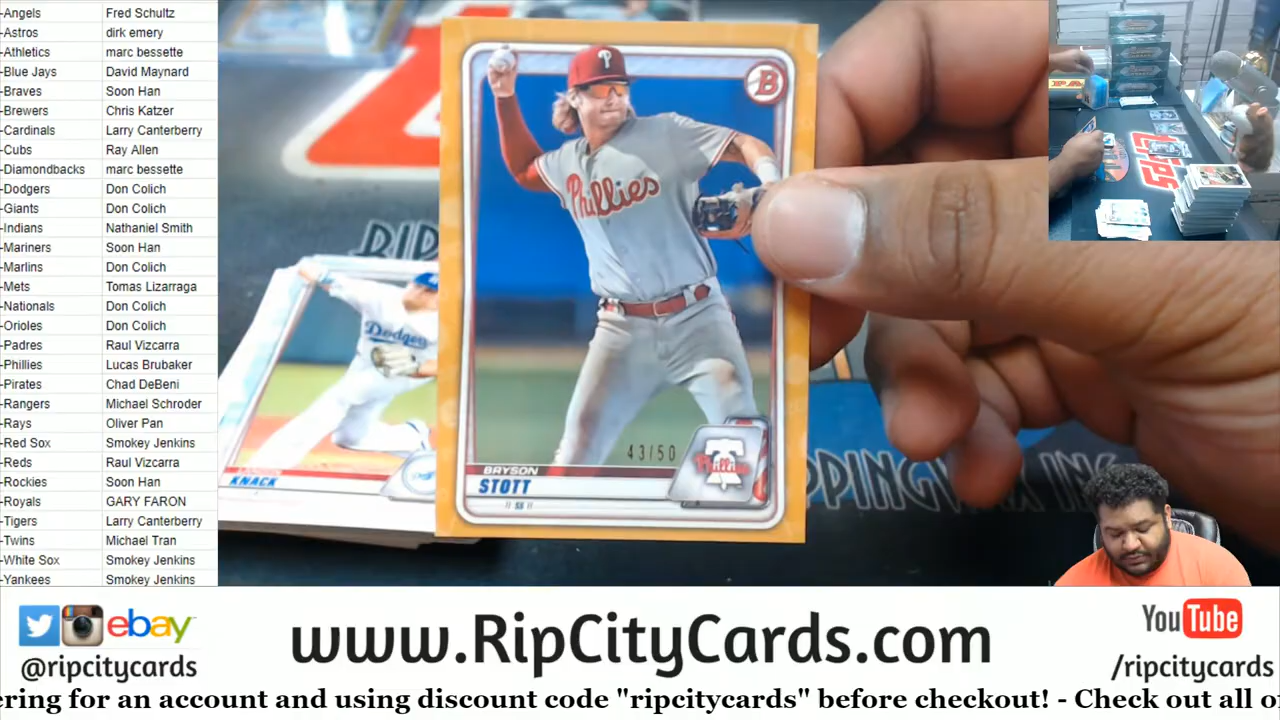 -Angels Fred Schultz
-Astros dirk emery
-Athletics marc bessette
-Blue Jays David Maynard
-Braves Soon Han
-Brewers Chris Katzer
-Cardinals Larry Canterberry
-Cubs Ray Allen
-Diamondbacks marc bessette
-Dodgers Don Colich
-Giants Don Colich
-Indians Nathaniel Smith
-Mariners Soon Han
-Marlins Don Colich
-Mets Tomas Lizarraga
-Nationals Don Colich
-Orioles Don Colich
-Padres Raul Vizcarra
-Phillies Lucas Brubaker
-Pirates Chad DeBeni
-Rangers Michael Schroder
-Rays Oliver Pan
-Red Sox Smokey Jenkins
-Reds Raul Vizcarra
-Rockies Soon Han
-Royals GARY FARON
-Tigers Larry Canterberry
-Twins Michael Tran
-White Sox Smokey Jenkins
-Yankees Smokey Jenkins
P
B
Phillies
43/50
Phillies
BRYSON
STOTT
SS
Dodgers
KNACK
RIP
PPINGWAX INC
rips
ebay
@ripcitycards
www.RipCityCards.com
YouTube
/ripcitycards
ering for an account and using discount code "ripcitycards" before checkout! - Check out all o